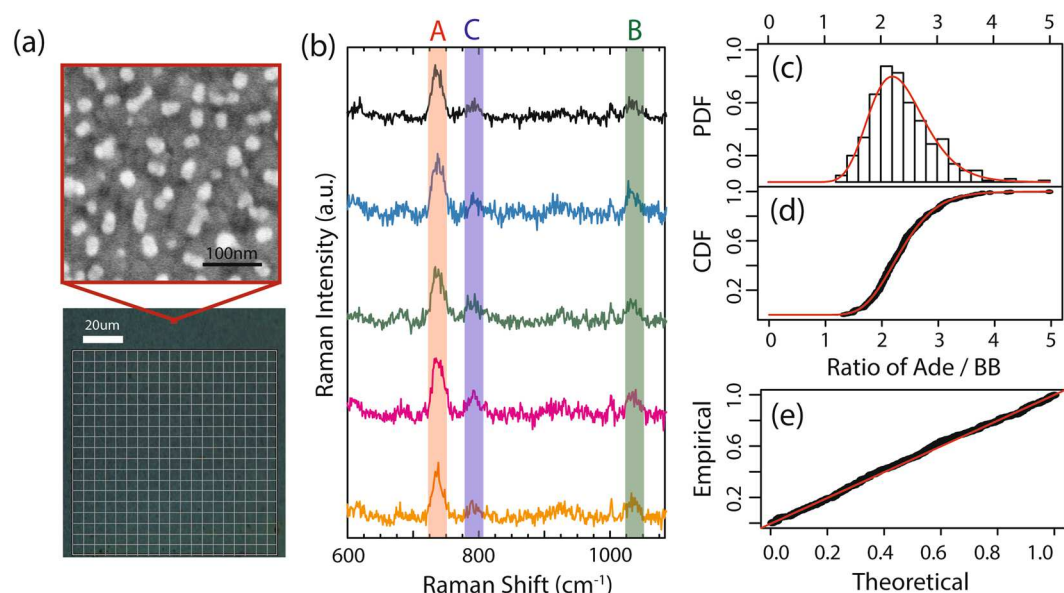 (a)
100nm
20um
(b)
A
C
B
Raman Intensity (a.u.)
600
800
1000
Raman Shift (cm⁻¹)
0 1 2 3 4 5
(c)
PDF
0.2 0.6 1.0
(d)
CDF
0.2 0.6 1.0
0 1 2 3 4 5
Ratio of Ade / BB
(e)
Empirical
0.2 0.6 1.0
0.0 0.2 0.4 0.6 0.8 1.0
Theoretical